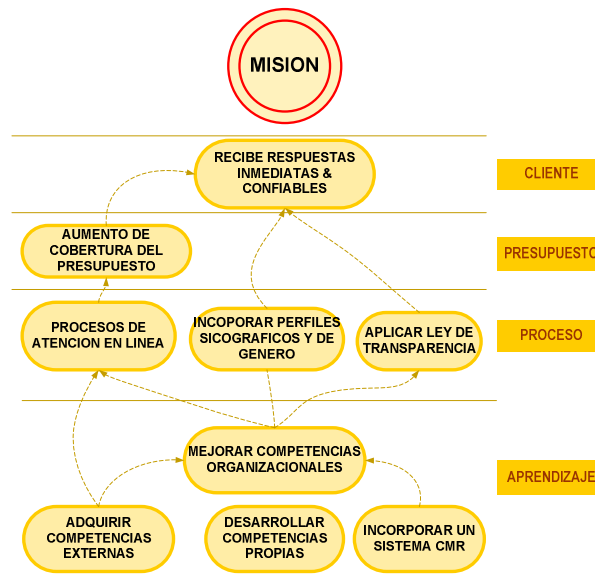 MISION
RECIBE RESPUESTAS
INMEDIATAS &
CONFIABLES
CLIENTE
AUMENTO DE
COBERTURA DEL
PRESUPUESTO
PRESUPUESTO
PROCESOS DE
ATENCION EN LINEA
INCOPORAR PERFILES
SICOGRAFICOS Y DE
GENERO
APLICAR LEY DE
TRANSPARENCIA
PROCESO
MEJORAR COMPETENCIAS
ORGANIZACIONALES
APRENDIZAJE
ADQUIRIR
COMPETENCIAS
EXTERNAS
DESARROLLAR
COMPETENCIAS
PROPIAS
INCORPORAR UN
SISTEMA CMR